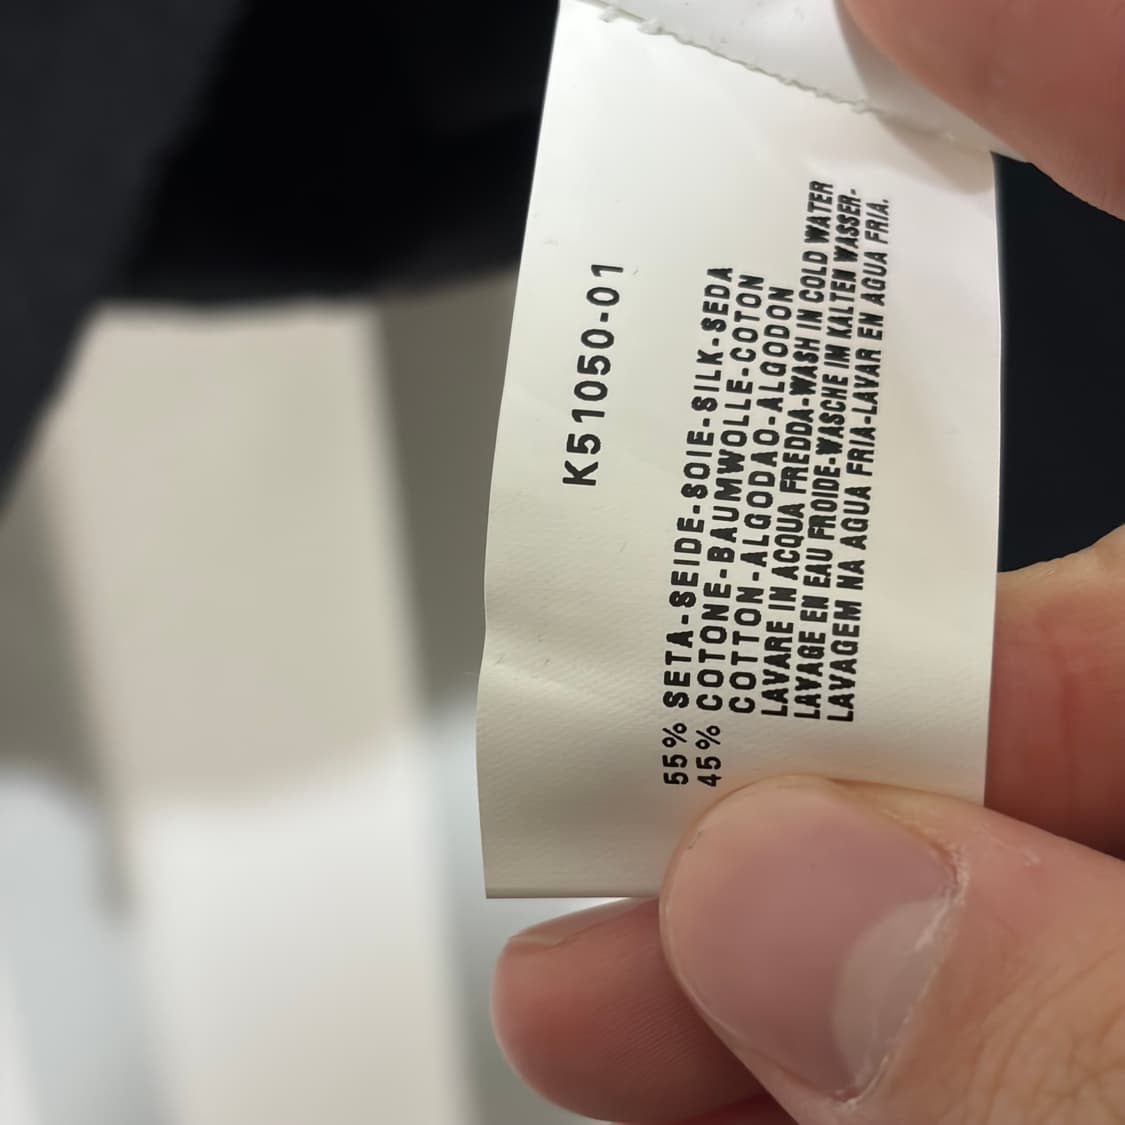 K51050-01
55% SETA-SEIDE-SOIE-SILK-SEDA
45% COTONE-BAUMWOLLE-COTON
COTTON-ALGODAO-ALGODON
LAVARE IN ACQUA FREDDA-WASH IN COLD WATER
LAVAGE EN EAU FROIDE-WASCHE IM KALTEN WASSER-
LAVAGEM NA AGUA FRIA-LAVAR EN AGUA FRIA.